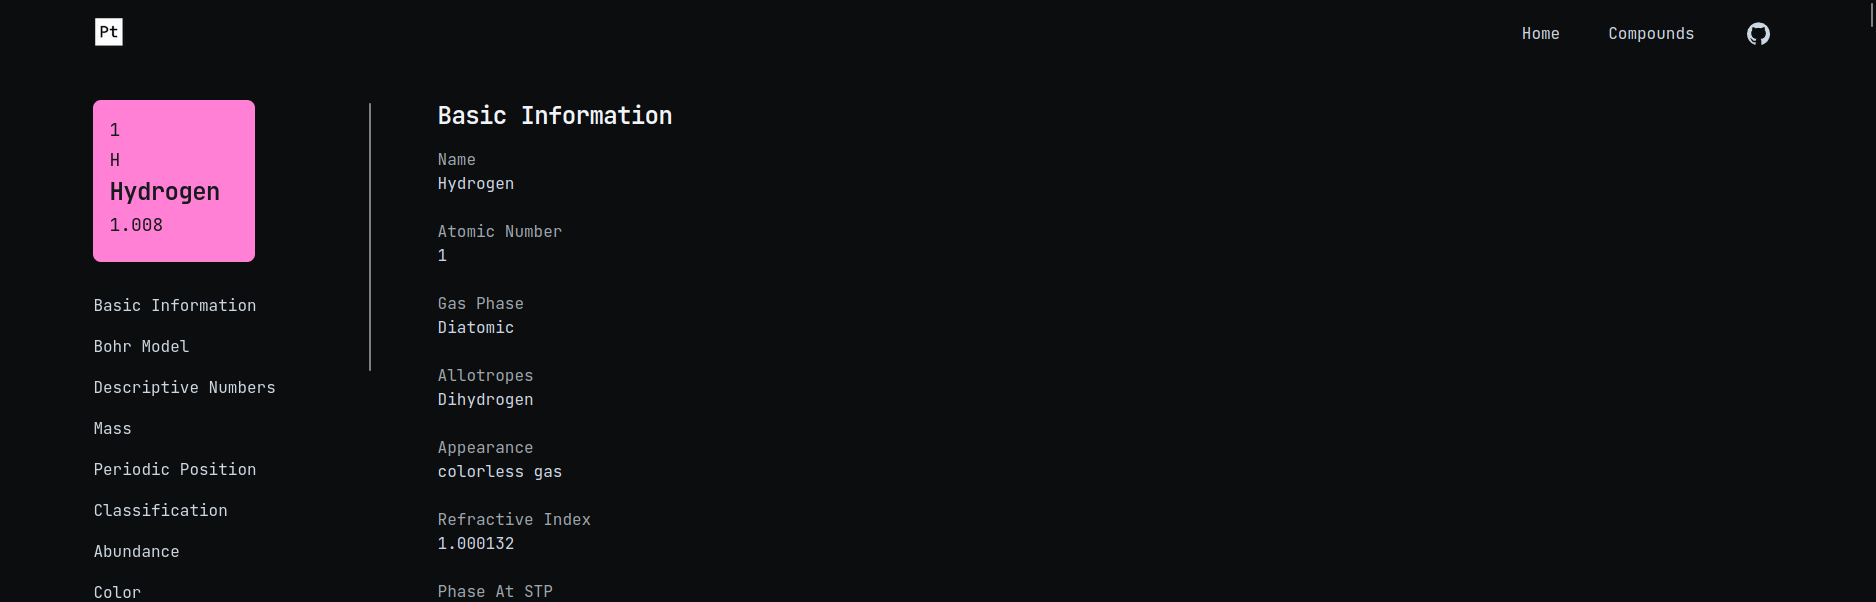 Pt
Home
Compounds
1
H
Hydrogen
1.008
Basic Information
Bohr Model
Descriptive Numbers
Mass
Periodic Position
Classification
Abundance
Color
Basic Information
Name
Hydrogen
Atomic Number
1
Gas Phase
Diatomic
Allotropes
Dihydrogen
Appearance
colorless gas
Refractive Index
1.000132
Phase At STP